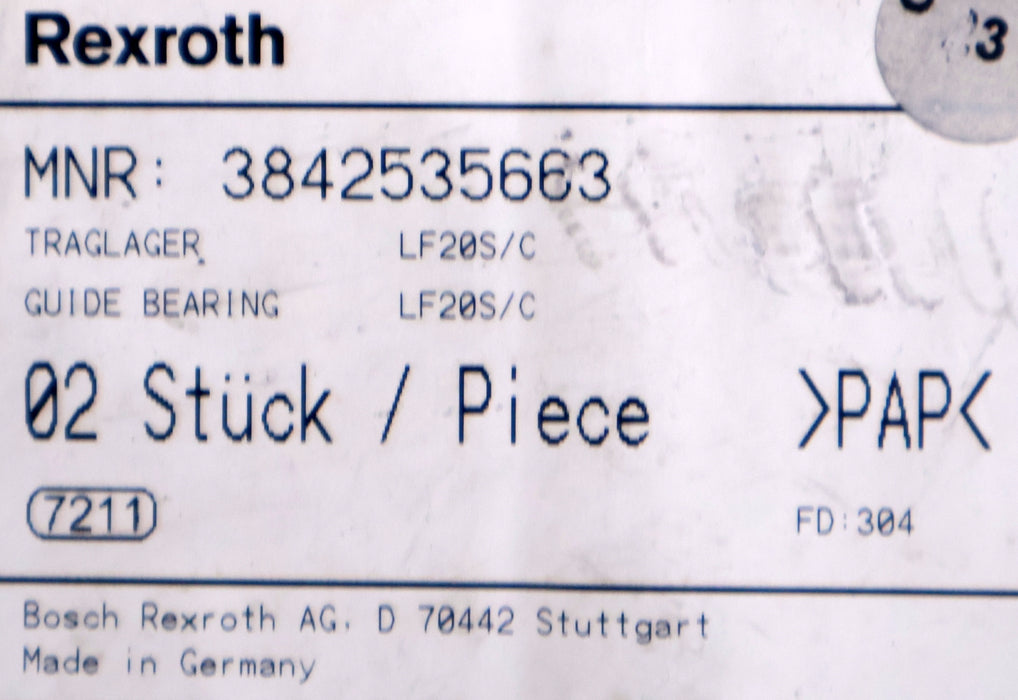 Rexroth
3
MNR: 3842535663
TRAGLAGER LF20S/C
GUIDE BEARING LF20S/C
02 Stück / Piece >PAP<
7211 FD:304
Bosch Rexroth AG, D 70442 Stuttgart
Made in Germany